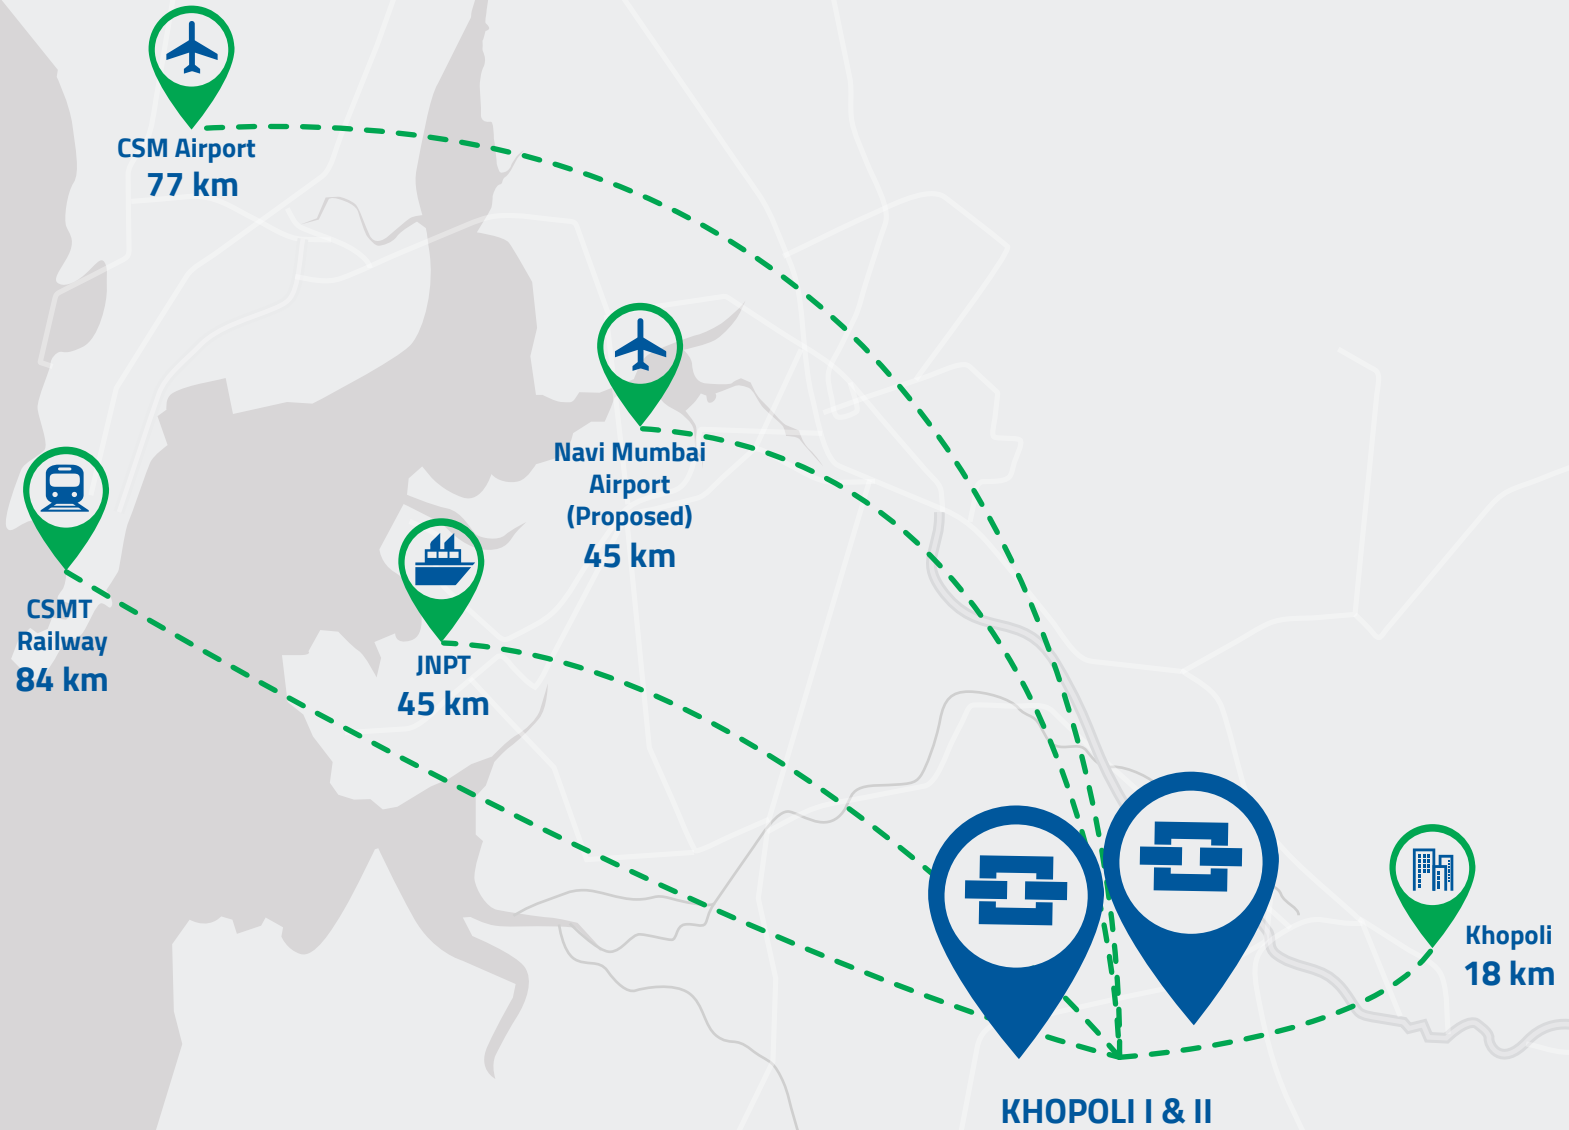 CSM Airport
77 km
Navi Mumbai
Airport
(Proposed)
45 km
CSMT
Railway
84 km
JNPT
45 km
Khopoli
18 km
KHOPOLI I & II